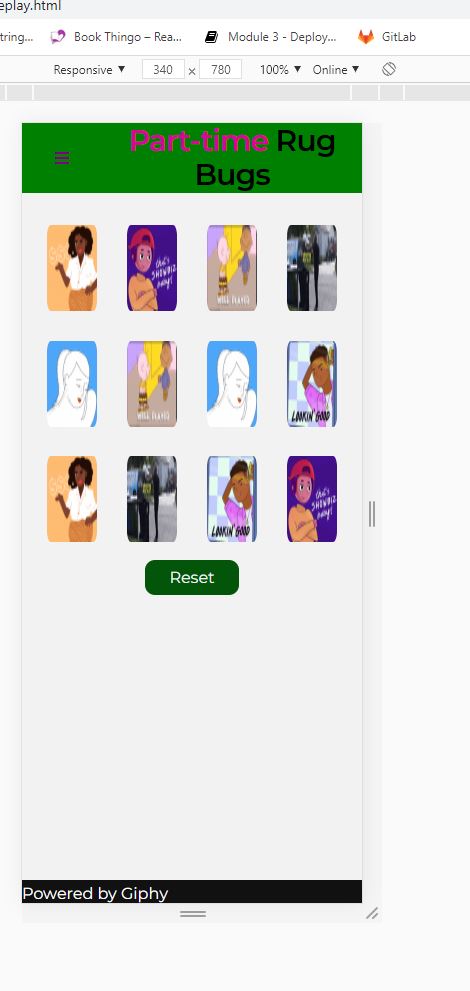 eplay.html
tring...
Book Thingo – Rea...
Module 3 - Deploy...
GitLab
Responsive ▼
340 × 780
100% ▼
Online ▼
Part-time Rug
Bugs
that's
SHOWBIZ
baby!
WELL PLAYED
WELL PLAYED
LOOKIN' GOOD
LOOKIN' GOOD
that's
SHOWBIZ
baby!
Reset
Powered by Giphy